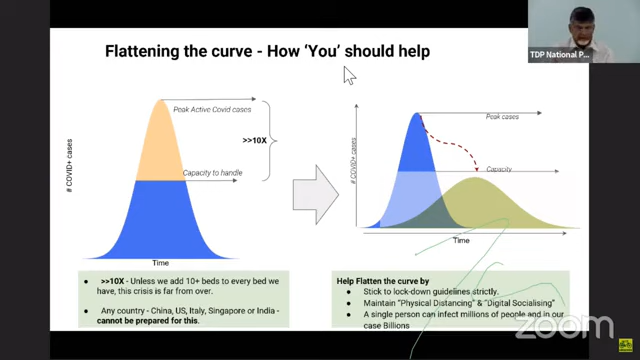 Flattening the curve - How ‘You’ should help
TDP National P...
Peak Active Covid cases
>>10X
Capacity to handle
# COVID+ cases
Time
Peak cases
Capacity
# COVID+ cases
Time
● >>10X - Unless we add 10+ beds to every bed we
have, this crisis is far from over.
● Any country - China, US, Italy, Singapore or India -
cannot be prepared for this.
Help Flatten the curve by
● Stick to lock-down guidelines strictly.
● Maintain “Physical Distancing” & “Digital Socialising”
● A single person can infect millions of people and in our
case Billions
zoom